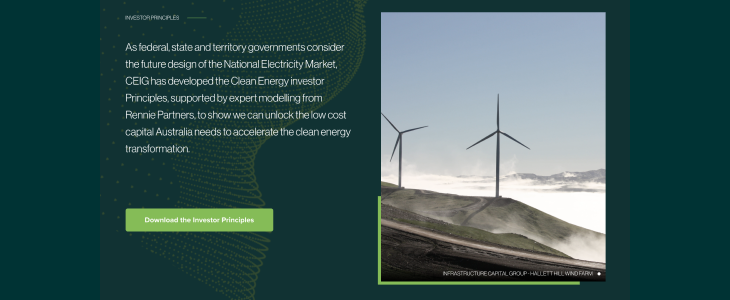 INVESTOR PRINCIPLES
As federal, state and territory governments consider
the future design of the National Electricity Market,
CEIG has developed the Clean Energy investor
Principles, supported by expert modelling from
Rennie Partners, to show we can unlock the low cost
capital Australia needs to accelerate the clean energy
transformation.
Download the Investor Principles
INFRASTRUCTURE CAPITAL GROUP - HALLETT HILL WIND FARM